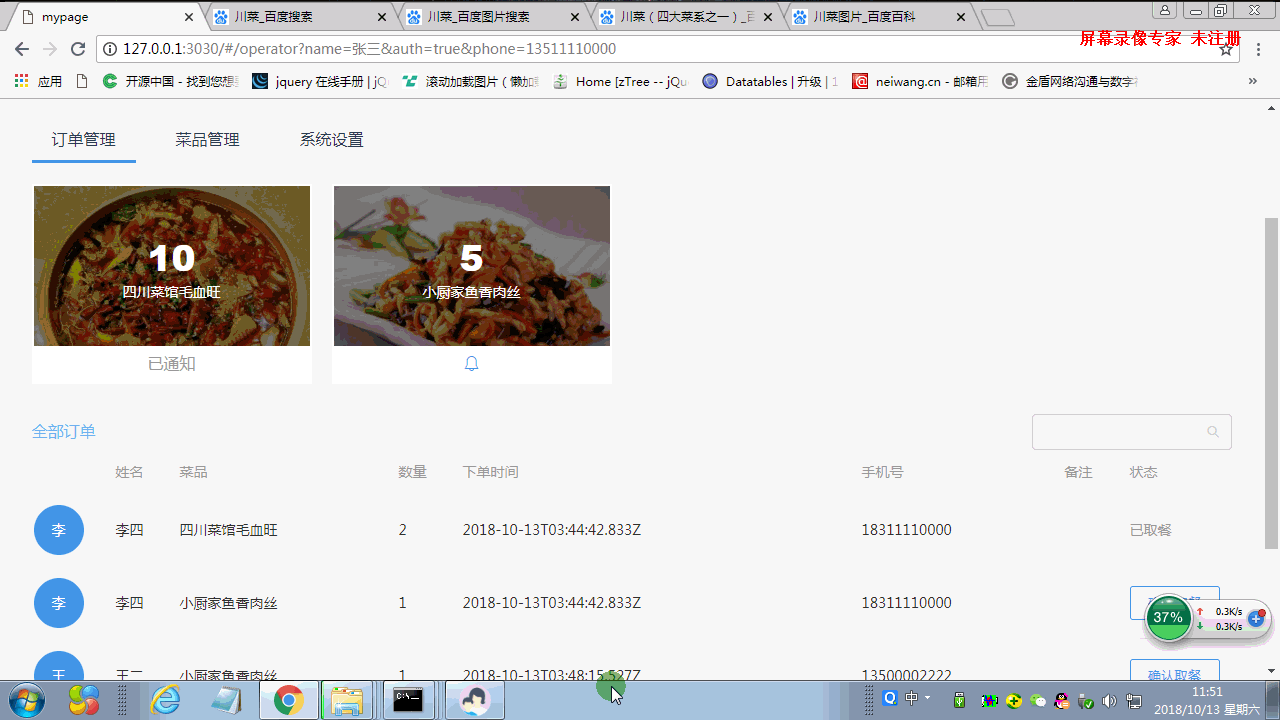 mypage
川菜_百度搜索
川菜_百度图片搜索
川菜（四大菜系之一）_百
川菜图片_百度百科
127.0.0.1:3030/#/operator?name=张三&auth=true&phone=13511110000
屏幕录像专家 未注册
应用
开源中国 - 找到您想
jquery 在线手册 | jQ
滚动加载图片（懒加
Home [zTree -- jQu
Datatables | 升级 | 1
neiwang.cn - 邮箱用
金盾网络沟通与数字
»
订单管理
菜品管理
系统设置
10
四川菜馆毛血旺
已通知
5
小厨家鱼香肉丝
全部订单
姓名 菜品 数量 下单时间 手机号 备注 状态
李 李四 四川菜馆毛血旺 2 2018-10-13T03:44:42.833Z 18311110000 已取餐
李 李四 小厨家鱼香肉丝 1 2018-10-13T03:44:42.833Z 18311110000
王 王二 小厨家鱼香肉丝 1 2018-10-13T03:48:15.527Z 13500002222 确认取餐
37%
0.3K/s
0.3K/s
中
11:51
2018/10/13 星期六